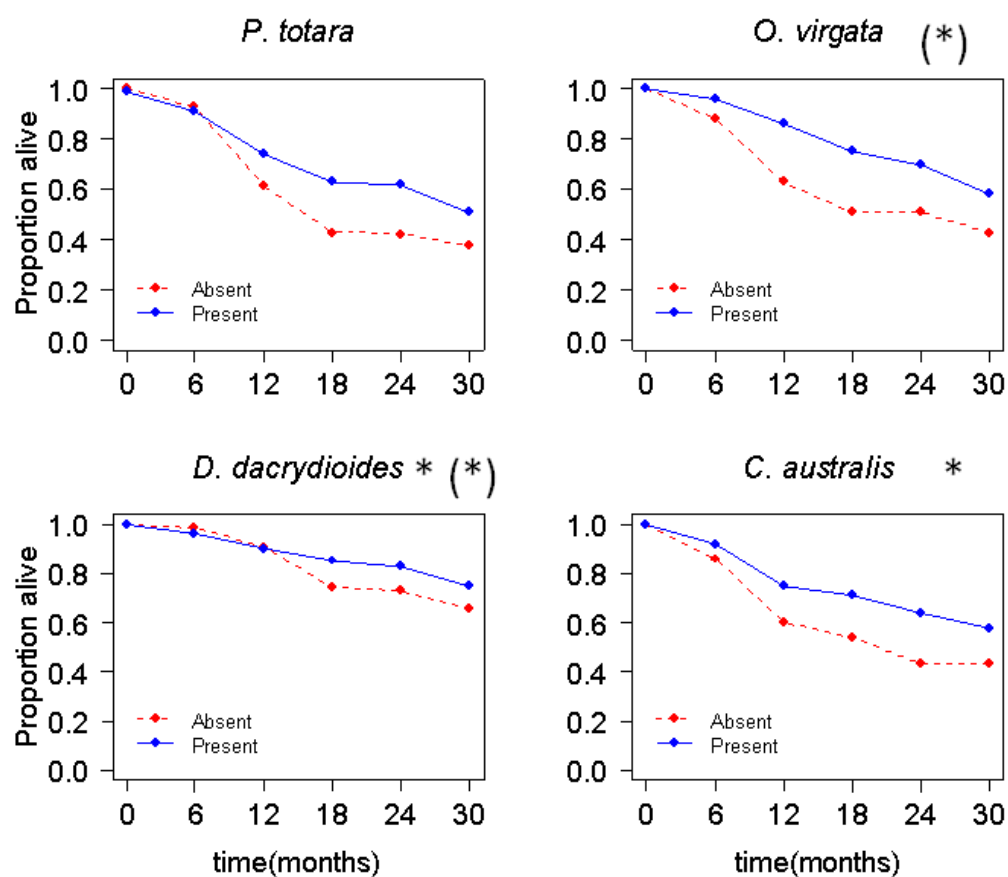 P. totara
Proportion alive
1.0
0.8
0.6
0.4
0.2
0.0
Absent
Present
0 6 12 18 24 30
O. virgata (*)
1.0
0.8
0.6
0.4
0.2
0.0
Absent
Present
0 6 12 18 24 30
D. dacrydioides * (*)
Proportion alive
1.0
0.8
0.6
0.4
0.2
0.0
Absent
Present
0 6 12 18 24 30
time(months)
C. australis *
1.0
0.8
0.6
0.4
0.2
0.0
Absent
Present
0 6 12 18 24 30
time(months)